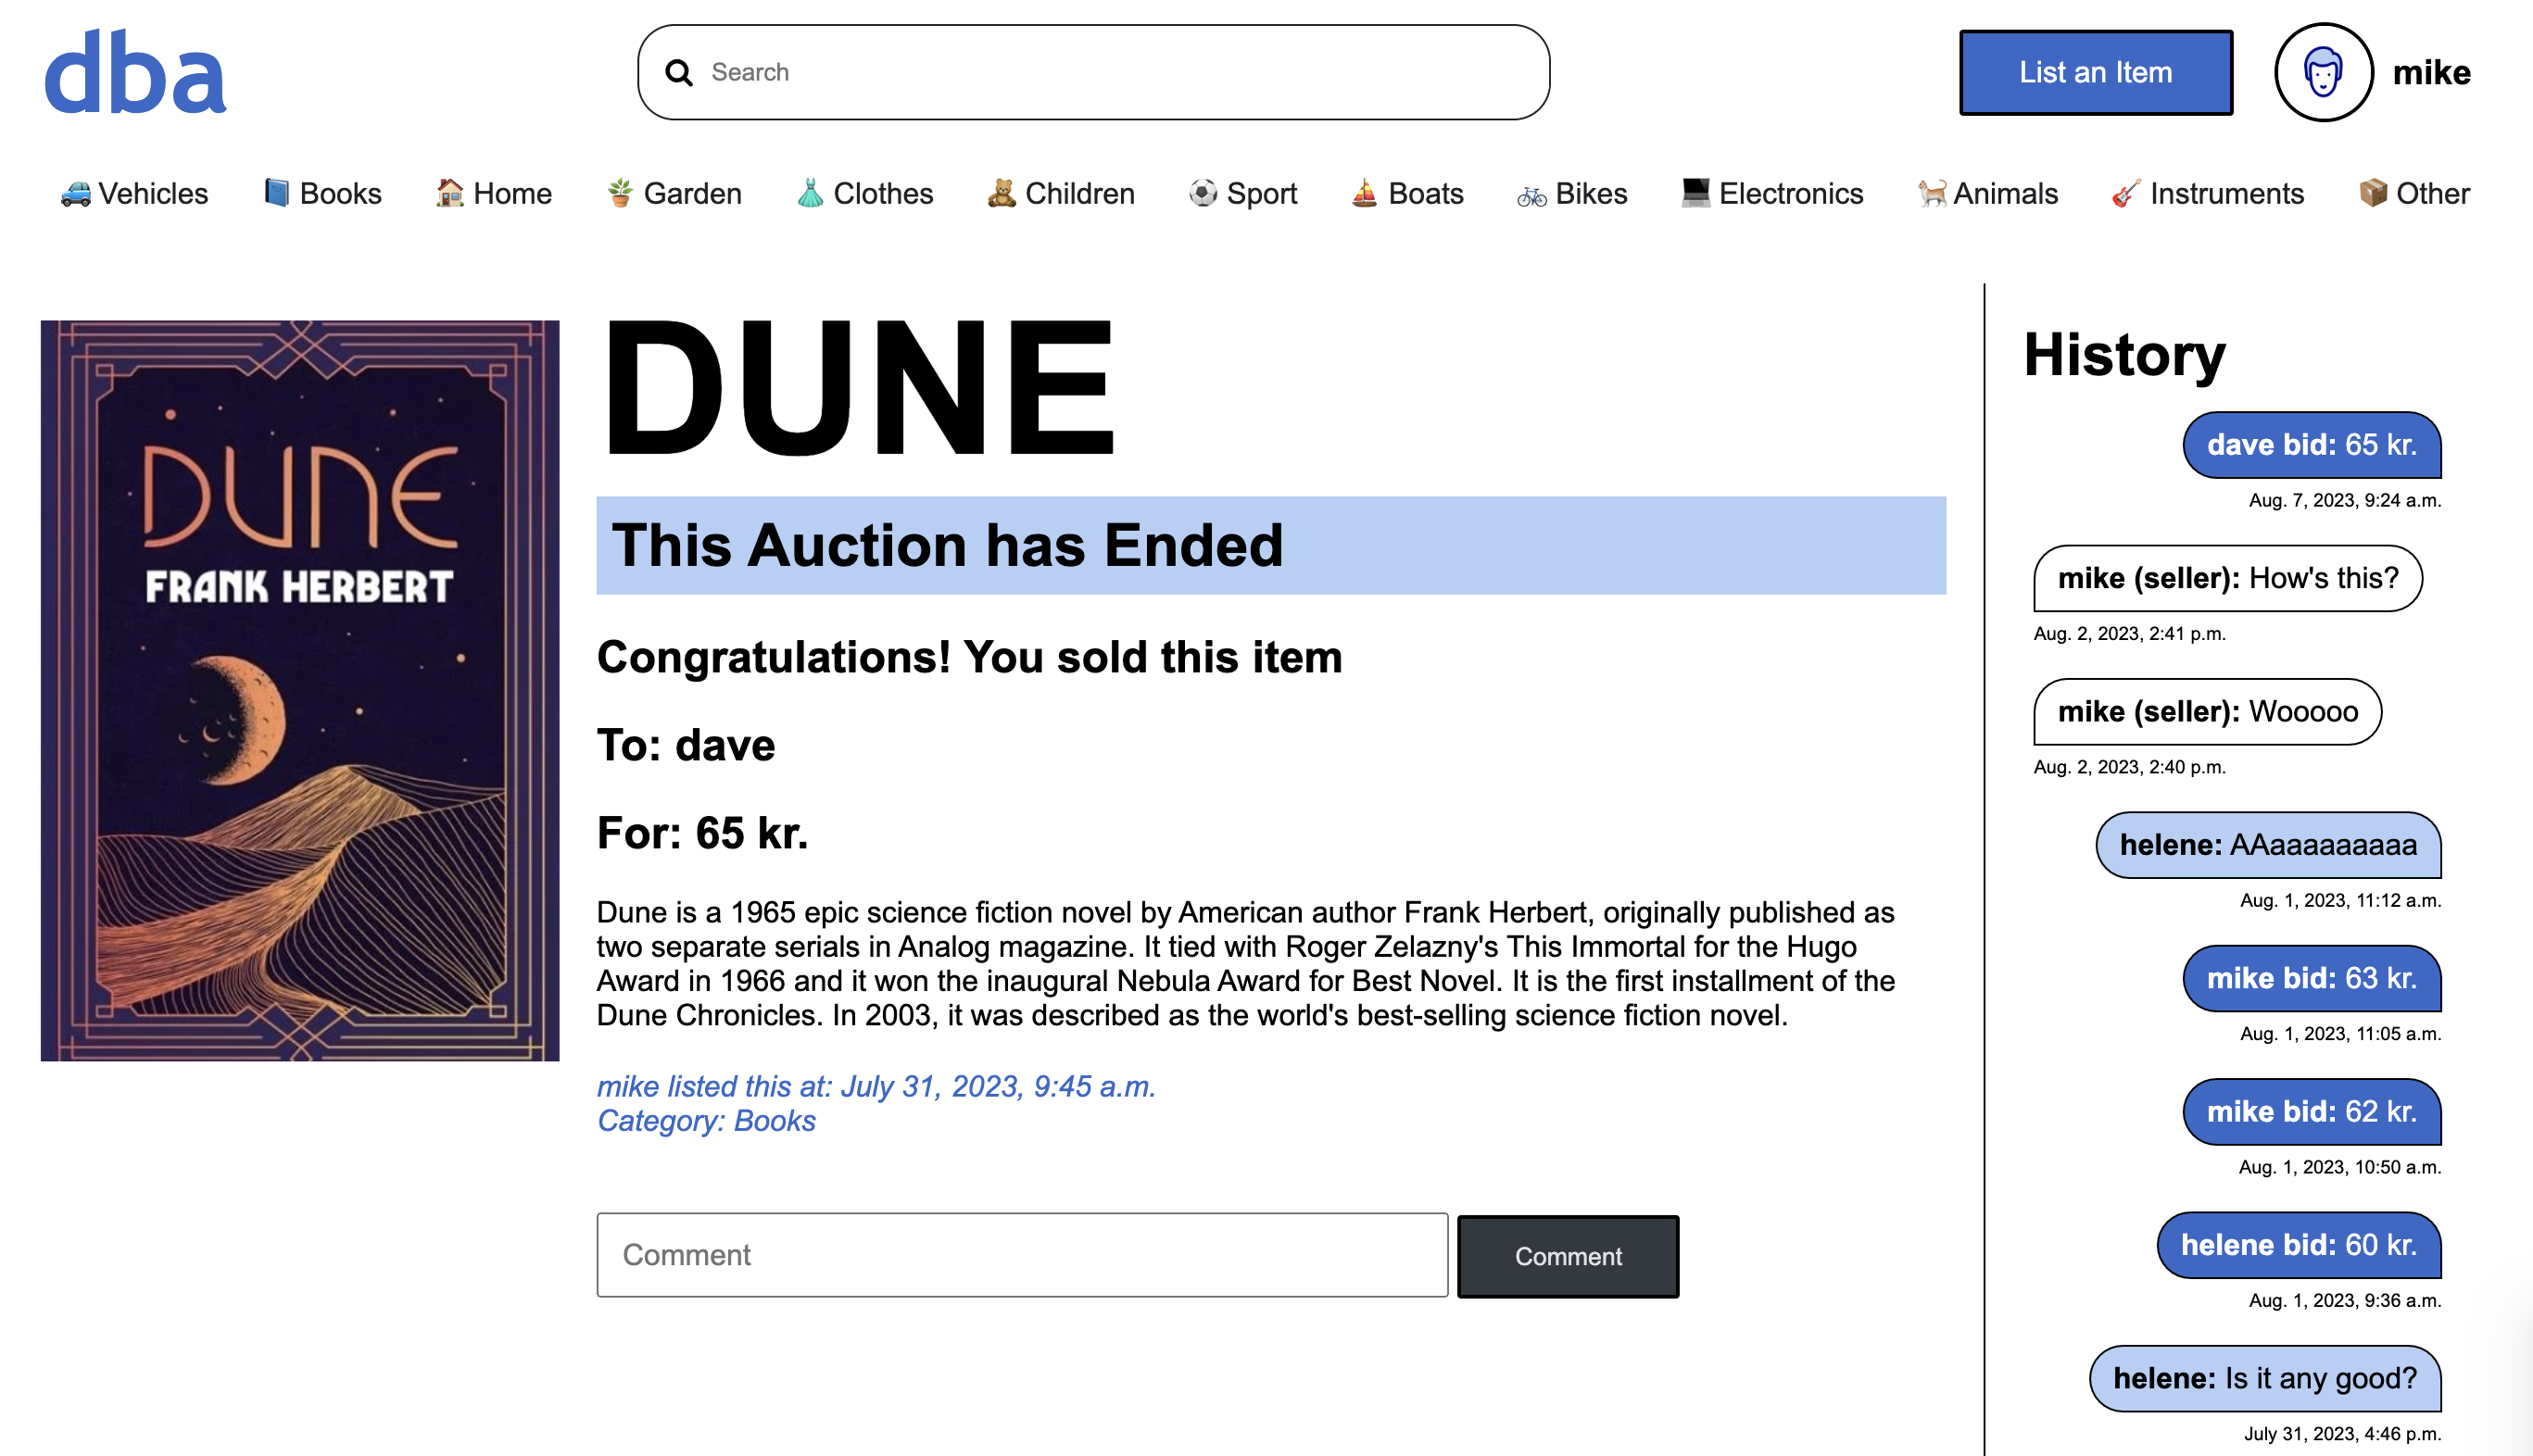 dba
Search
List an Item
mike
Vehicles
Books
Home
Garden
Clothes
Children
Sport
Boats
Bikes
Electronics
Animals
Instruments
Other
DUNE
FRANK HERBERT
DUNE
This Auction has Ended
Congratulations! You sold this item
To: dave
For: 65 kr.
Dune is a 1965 epic science fiction novel by American author Frank Herbert, originally published as
two separate serials in Analog magazine. It tied with Roger Zelazny's This Immortal for the Hugo
Award in 1966 and it won the inaugural Nebula Award for Best Novel. It is the first installment of the
Dune Chronicles. In 2003, it was described as the world's best-selling science fiction novel.
mike listed this at: July 31, 2023, 9:45 a.m.
Category: Books
Comment
Comment
History
dave bid: 65 kr.
Aug. 7, 2023, 9:24 a.m.
mike (seller): How's this?
Aug. 2, 2023, 2:41 p.m.
mike (seller): Wooooo
Aug. 2, 2023, 2:40 p.m.
helene: AAaaaaaaaaa
Aug. 1, 2023, 11:12 a.m.
mike bid: 63 kr.
Aug. 1, 2023, 11:05 a.m.
mike bid: 62 kr.
Aug. 1, 2023, 10:50 a.m.
helene bid: 60 kr.
Aug. 1, 2023, 9:36 a.m.
helene: Is it any good?
July 31, 2023, 4:46 p.m.